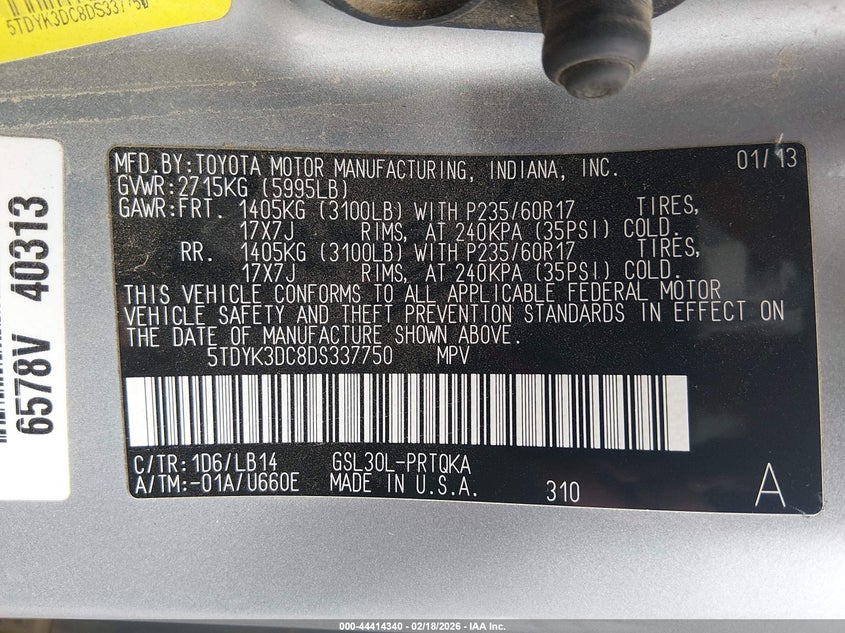 5TDYK3DC8DS337750
6578V 40313
MFD.BY:TOYOTA MOTOR MANUFACTURING, INDIANA, INC. 01/13
GVWR:2715KG (5995LB)
GAWR:FRT. 1405KG (3100LB) WITH P235/60R17 TIRES,
17X7J RIMS, AT 240KPA (35PSI) COLD.
RR. 1405KG (3100LB) WITH P235/60R17 TIRES,
17X7J RIMS, AT 240KPA (35PSI) COLD.
THIS VEHICLE CONFORMS TO ALL APPLICABLE FEDERAL MOTOR
VEHICLE SAFETY AND THEFT PREVENTION STANDARDS IN EFFECT ON
THE DATE OF MANUFACTURE SHOWN ABOVE.
5TDYK3DC8DS337750 MPV
C/TR:1D6/LB14 GSL30L-PRTQKA
A/TM:-01A/U660E MADE IN U.S.A. 310 A
000-44414340 - 02/18/2026 - IAA Inc.